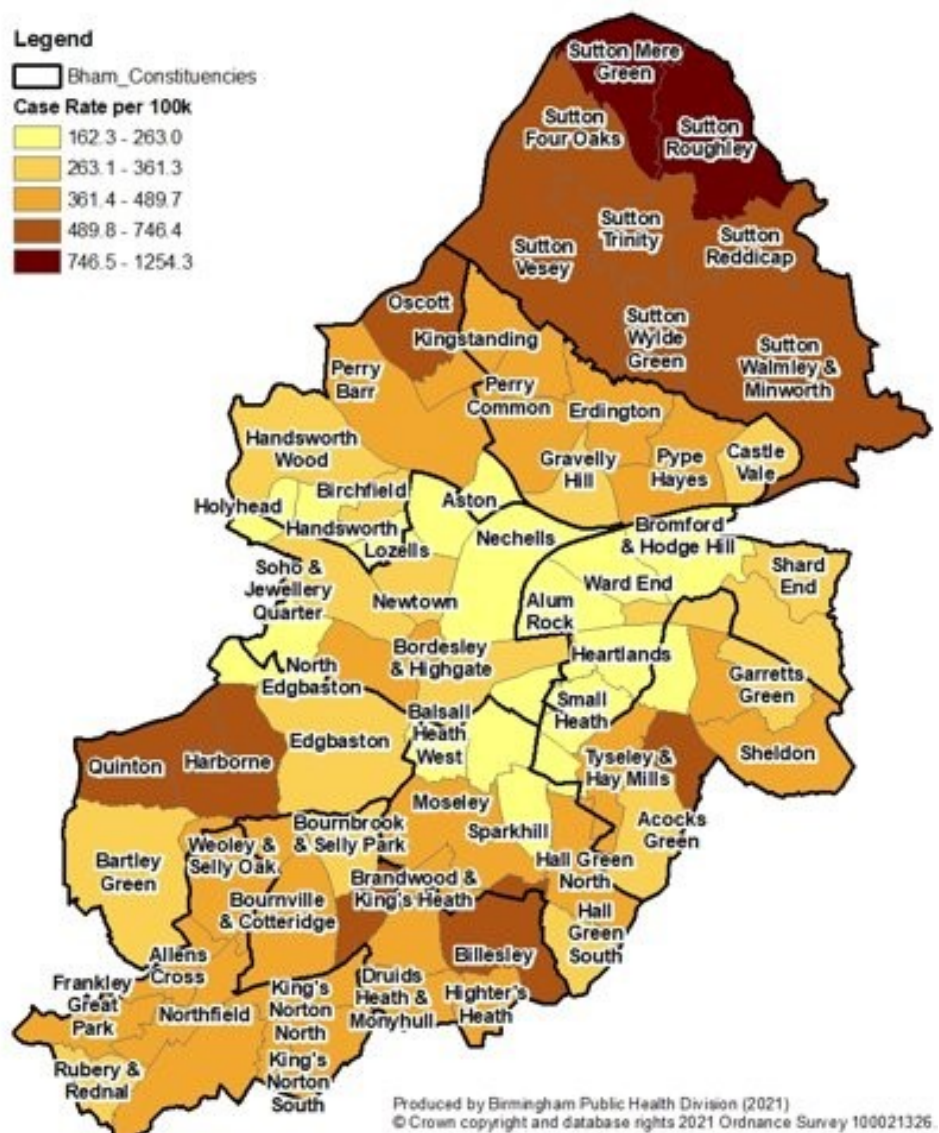 Legend
Bham_Constituencies
Case Rate per 100k
162.3 - 263.0
263.1 - 361.3
361.4 - 489.7
489.8 - 746.4
746.5 - 1254.3
Sutton Mere
Green
Sutton
Four Oaks
Sutton
Roughley
Sutton
Trinity
Sutton
Reddicap
Sutton
Vesey
Oscott
Kingstanding
Sutton
Wylde
Green
Sutton
Walmley &
Minworth
Perry
Barr
Perry
Common
Erdington
Handsworth
Wood
Gravelly
Hill
Pype
Hayes
Castle
Vale
Holyhead
Birchfield
Handsworth
Lozells
Aston
Nechells
Bromford
& Hodge Hill
Soho &
Jewellery
Quarter
Newtown
Alum
Rock
Ward End
Shard
End
North
Edgbaston
Bordesley
& Highgate
Heartlands
Garretts
Green
Small
Heath
Balsall
Heath
West
Edgbaston
Quinton
Harborne
Tyseley &
Hay Mills
Sheldon
Moseley
Sparkhill
Acocks
Green
Bournbrook
& Selly Park
Weoley &
Selly Oak
Bartley
Green
Hall Green
North
Brandwood &
King's Heath
Bournville
& Cotteridge
Hall
Green
South
Billesley
Allens
Cross
Druids
Heath &
Monyhull
Highter's
Heath
Frankley
Great
Park
Northfield
King's
Norton
North
King's
Norton
South
Rubery &
Rednal
Produced by Birmingham Public Health Division (2021)
© Crown copyright and database rights 2021 Ordnance Survey 100021326.